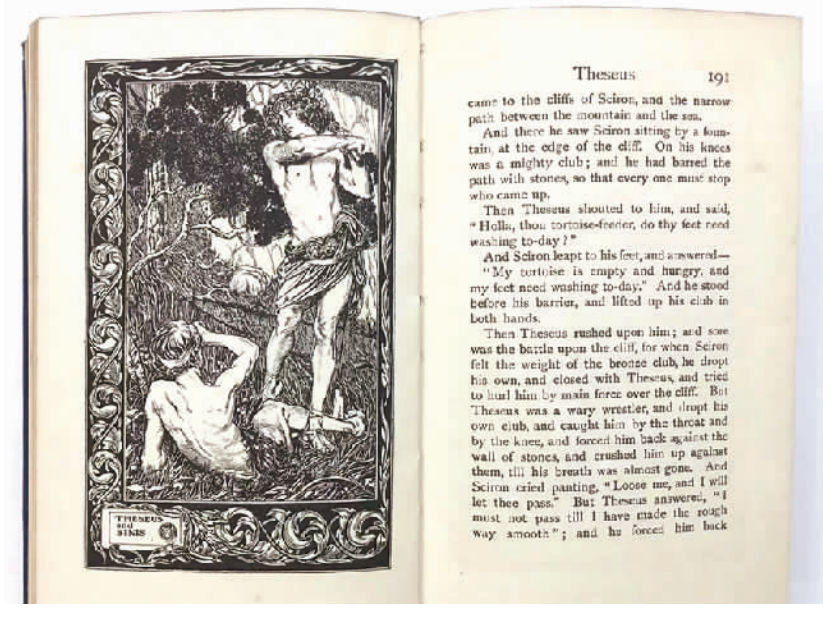 THESEUS
and
SINIS
Theseus 191
came to the cliffs of Sciron, and the narrow
path between the mountain and the sea.
And there he saw Sciron sitting by a foun-
tain, at the edge of the cliff. On his knees
was a mighty club; and he had barred the
path with stones, so that every one must stop
who came up.
Then Theseus shouted to him, and said,
"Holla, thou tortoise-feeder, do thy feet need
washing to-day?"
And Sciron leapt to his feet, and answered—
"My tortoise is empty and hungry, and
my feet need washing to-day." And he stood
before his barrier, and lifted up his club in
both hands.
Then Theseus rushed upon him; and sore
was the battle upon the cliff, for when Sciron
felt the weight of the bronze club, he dropt
his own, and closed with Theseus, and tried
to hurl him by main force over the cliff. But
Theseus was a wary wrestler, and dropt his
own club, and caught him by the throat and
by the knee, and forced him back against the
wall of stones, and crushed him up against
them, till his breath was almost gone. And
Sciron cried panting, "Loose me, and I will
let thee pass." But Theseus answered, "I
must not pass till I have made the rough
way smooth"; and he forced him back